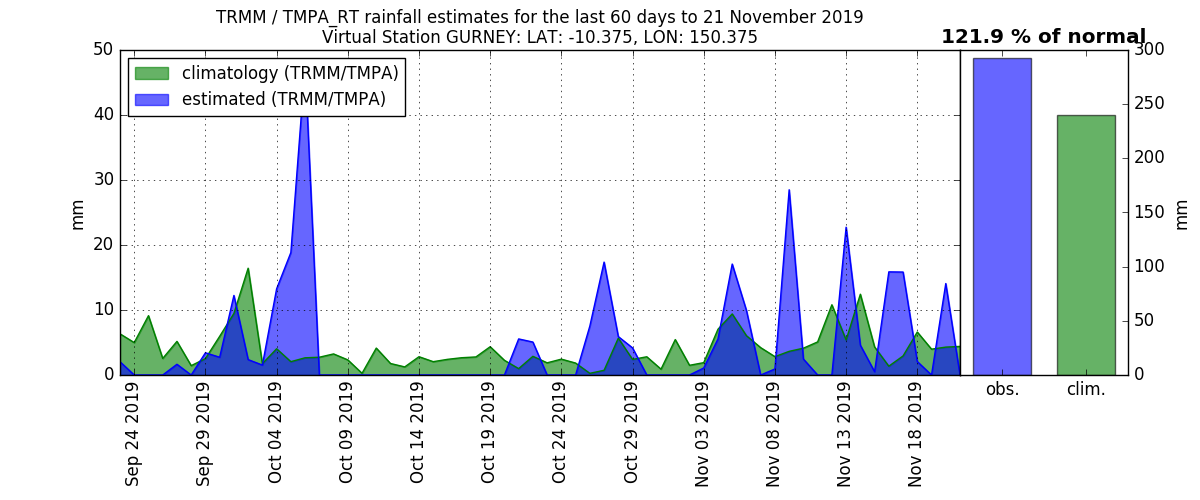 TRMM / TMPA_RT rainfall estimates for the last 60 days to 21 November 2019
Virtual Station GURNEY: LAT: -10.375, LON: 150.375
121.9 % of normal
climatology (TRMM/TMPA)
estimated (TRMM/TMPA)
50
40
30
20
10
0
mm
300
250
200
150
100
50
0
mm
Sep 24 2019
Sep 29 2019
Oct 04 2019
Oct 09 2019
Oct 14 2019
Oct 19 2019
Oct 24 2019
Oct 29 2019
Nov 03 2019
Nov 08 2019
Nov 13 2019
Nov 18 2019
obs.
clim.